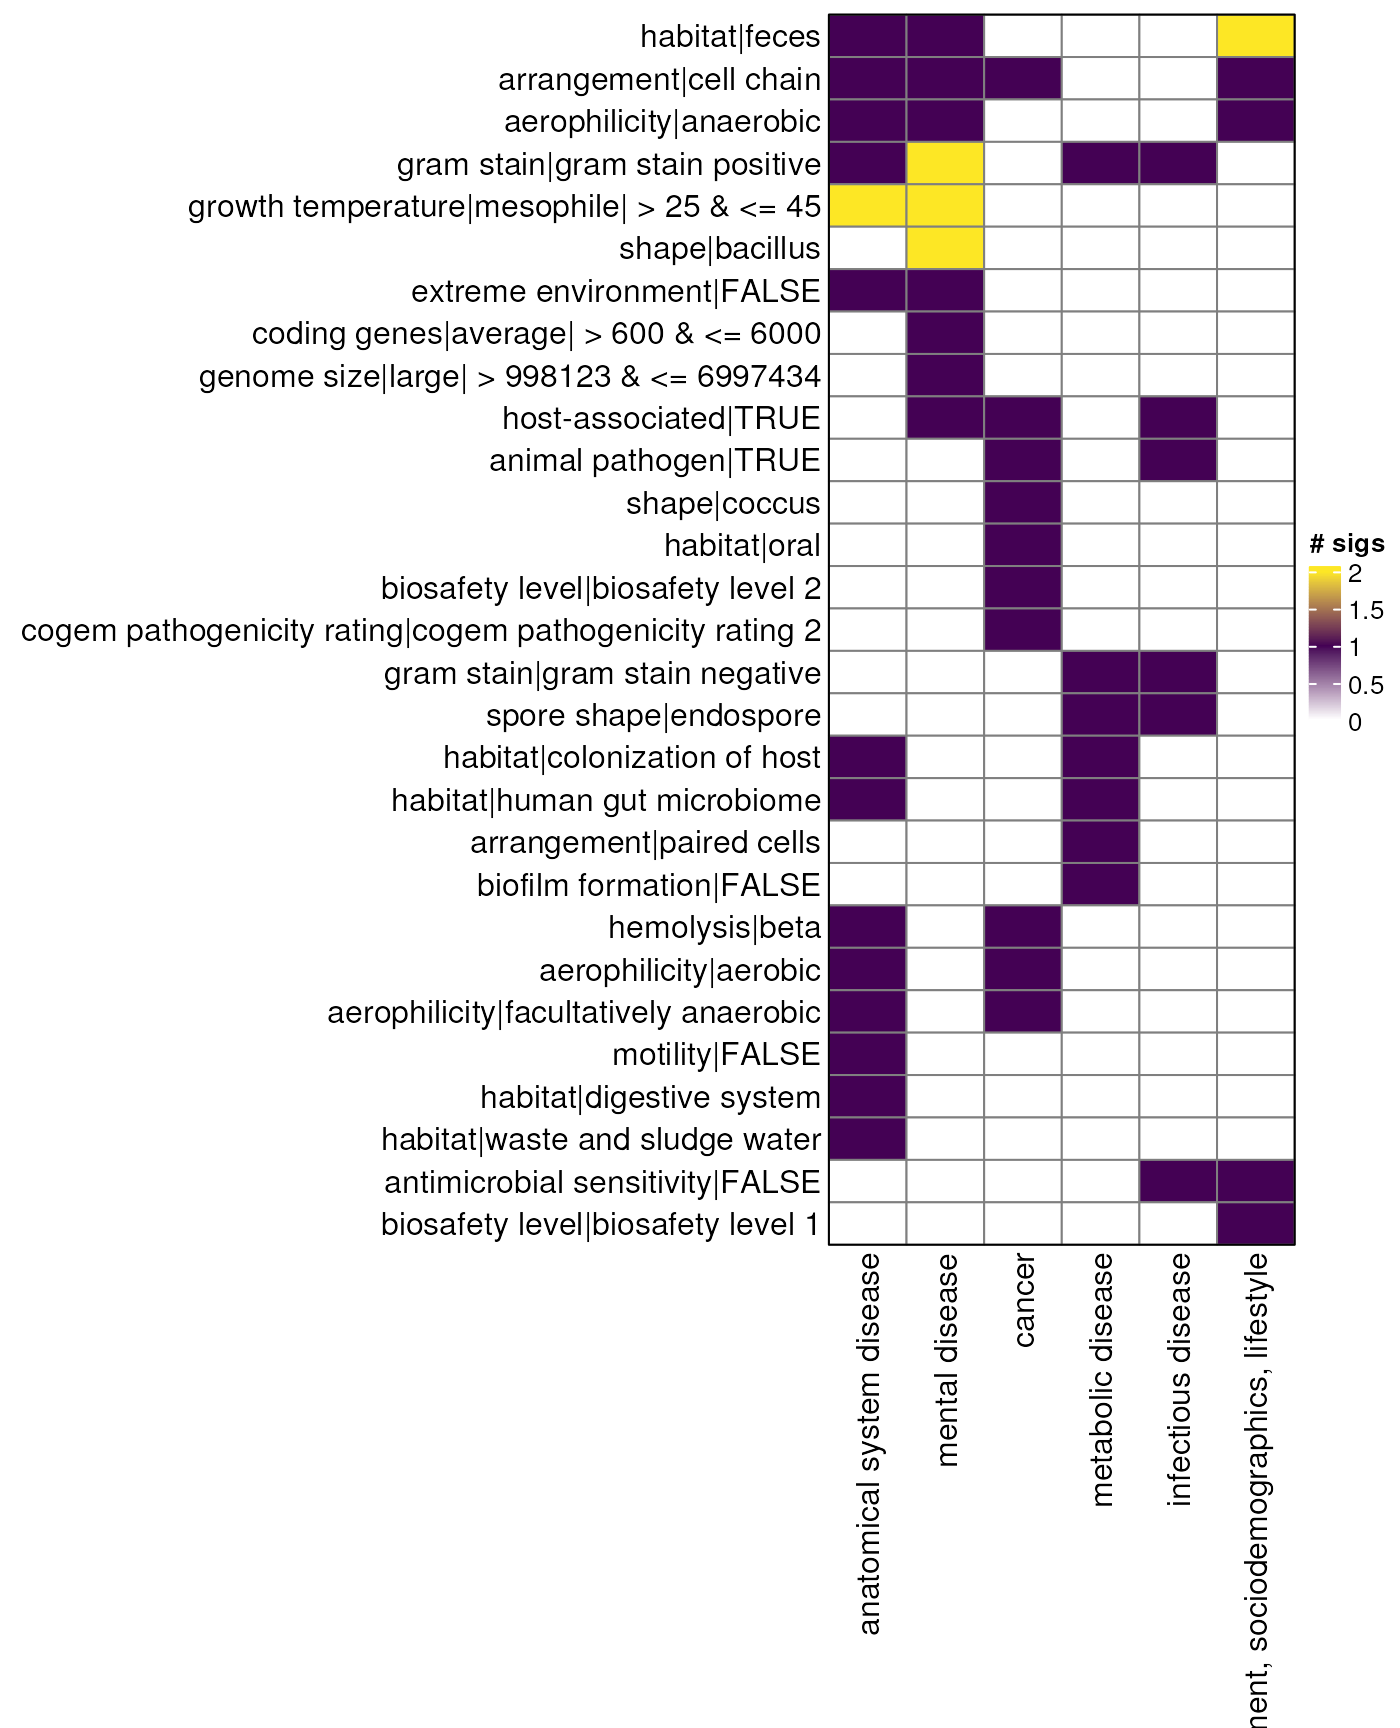 habitat|feces
arrangement|cell chain
aerophilicity|anaerobic
gram stain|gram stain positive
growth temperature|mesophile| > 25 & <= 45
shape|bacillus
extreme environment|FALSE
coding genes|average| > 600 & <= 6000
genome size|large| > 998123 & <= 6997434
host-associated|TRUE
animal pathogen|TRUE
shape|coccus
habitat|oral
biosafety level|biosafety level 2
cogem pathogenicity rating|cogem pathogenicity rating 2
gram stain|gram stain negative
spore shape|endospore
habitat|colonization of host
habitat|human gut microbiome
arrangement|paired cells
biofilm formation|FALSE
hemolysis|beta
aerophilicity|aerobic
aerophilicity|facultatively anaerobic
motility|FALSE
habitat|digestive system
habitat|waste and sludge water
antimicrobial sensitivity|FALSE
biosafety level|biosafety level 1
# sigs
2
1.5
1
0.5
0
anatomical system disease
mental disease
cancer
metabolic disease
infectious disease
sociodemographics, lifestyle